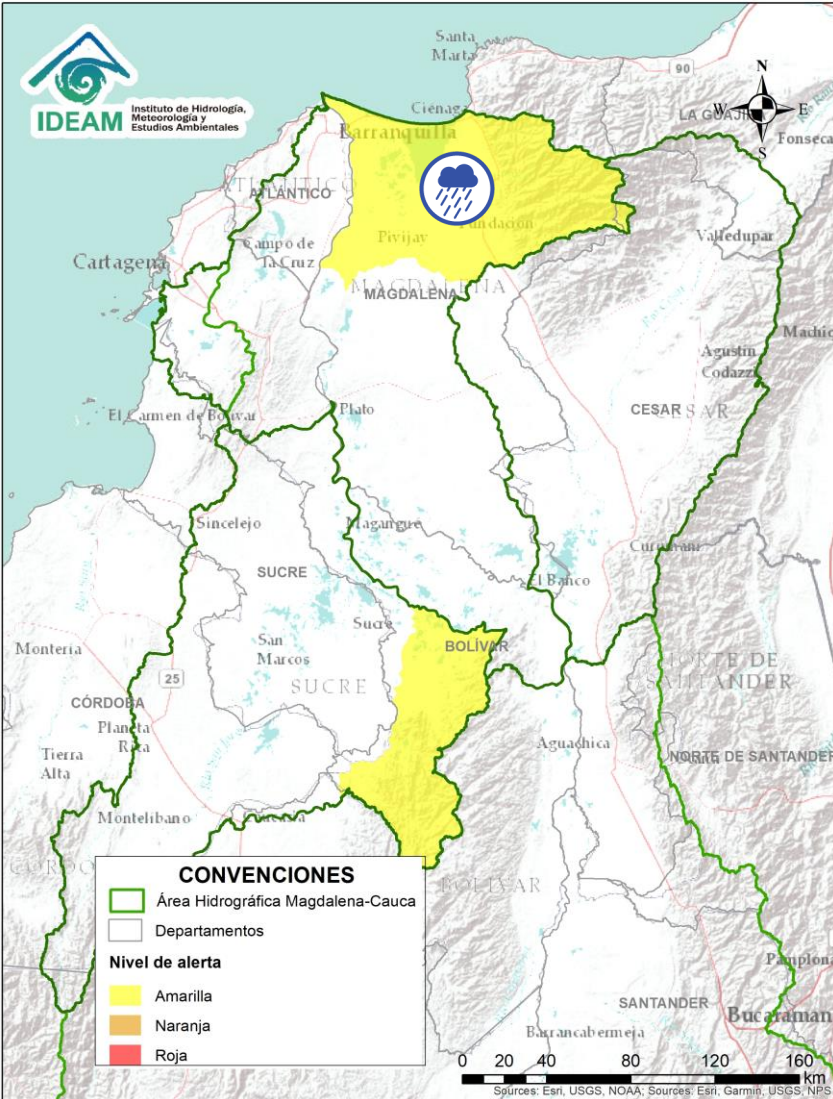 IDEAM
Instituto de Hidrología,
Meteorología y
Estudios Ambientales
Santa
Marta
90
N
W
E
S
LA GUAJIRA
Ciénaga
Barranquilla
Fonseca
ATLÁNTICO
ATLÁNTICO
Fundación
Pivijay
Campo de
la Cruz
Valledupar
Cartagena
MAGDALENA
MAGDALENA
Agustín
Codazzi
El Carmen de Bolívar
Plato
CESAR
CESAR
Sincelejo
Magangué
Curumaní
El Banco
SUCRE
Sucre
San
Marcos
BOLÍVAR
Montería
25
SUCRE
NORTE DE
SANTANDER
CÓRDOBA
Planeta
Rica
Tierra
Alta
Aguachica
NORTE DE SANTANDER
Montelíbano
BOLÍVAR
CONVENCIONES
Área Hidrográfica Magdalena-Cauca
Departamentos
Nivel de alerta
Amarilla
Naranja
Roja
Pamplona
SANTANDER
Bucaraman
Barrancabermeja
0 20 40 80 120 160
km
Sources: Esri, USGS, NOAA; Sources: Esri, Garmin, USGS, NPS